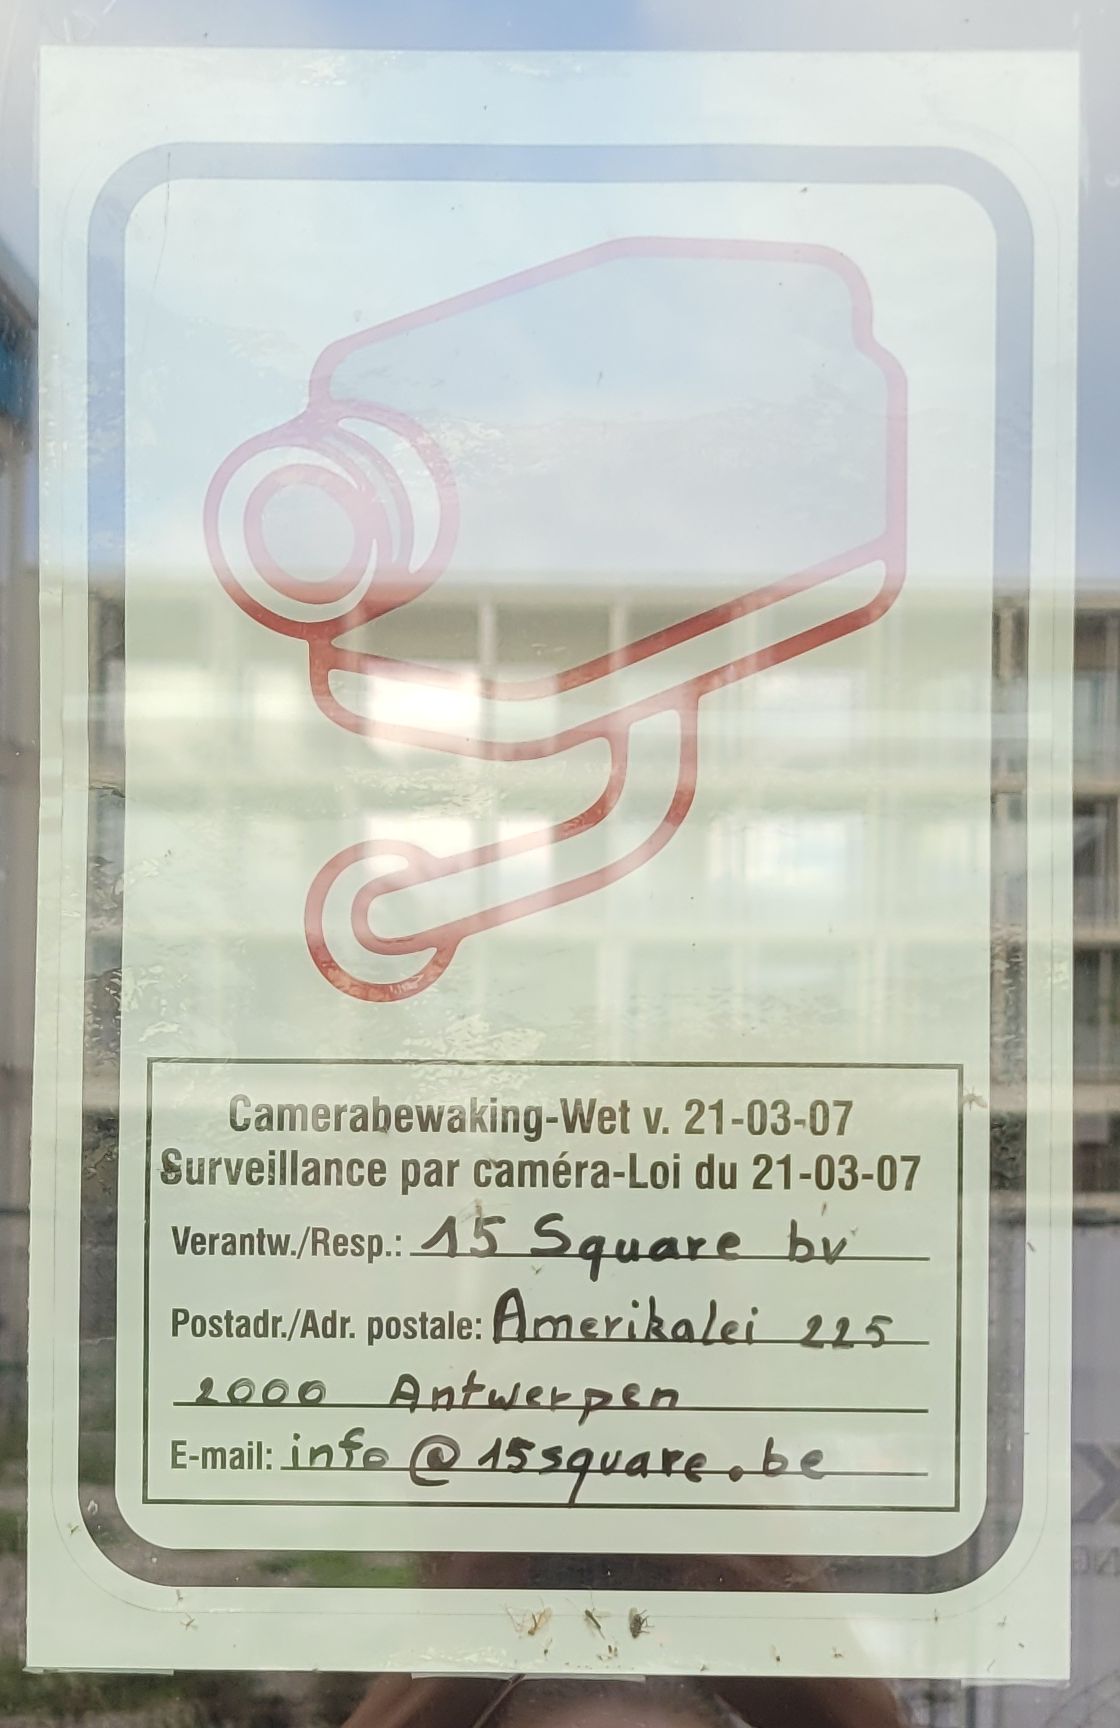 Camerabewaking-Wet v. 21-03-07
Surveillance par caméra-Loi du 21-03-07
Verantw./Resp.: 15 Square bv
Postadr./Adr. postale: Amerikalei 225
2000 Antwerpen
E-mail: info@15square.be